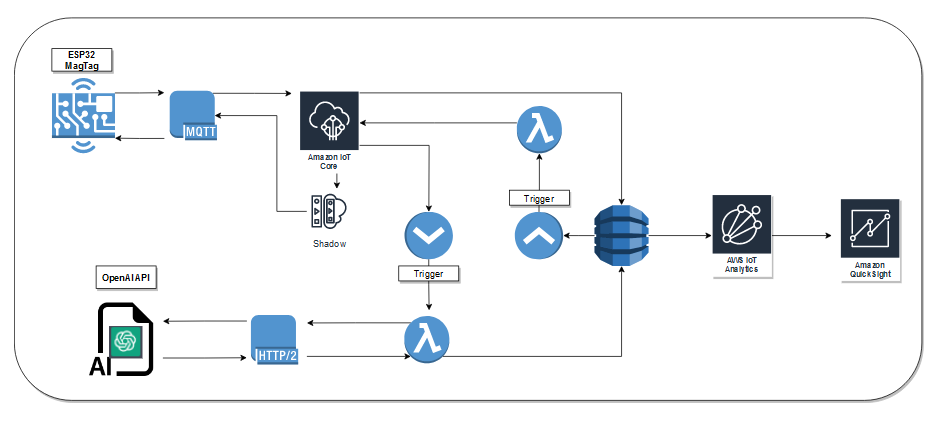 ESP32
MagTag
MQTT
Amazon IoT
Core
Shadow
Trigger
Trigger
AWS IoT
Analytics
Amazon
QuickSight
OpenAIAPI
AI
HTTP/2